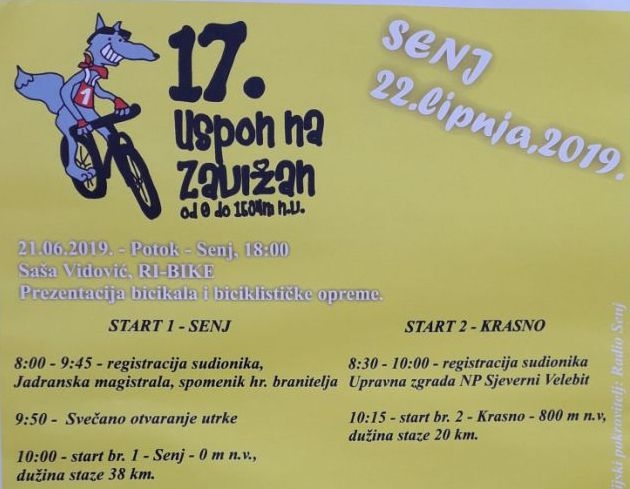 17.
uspon na
zavižan
od 0 do 1594m n.v.
SENJ
22.lipnja,2019.
1
21.06.2019. - Potok - Senj, 18:00
Saša Vidović, RI-BIKE
Prezentacija bicikala i biciklističke opreme.
START 1 - SENJ
8:00 - 9:45 - registracija sudionika,
Jadranska magistrala, spomenik hr. branitelja
9:50 - Svečano otvaranje utrke
10:00 - start br. 1 - Senj - 0 m n.v.,
dužina staze 38 km.
START 2 - KRASNO
8:30 - 10:00 - registracija sudionika
Upravna zgrada NP Sjeverni Velebit
10:15 - start br. 2 - Krasno - 800 m n.v,
dužina staze 20 km.
pokrovitelj: Radio Senj